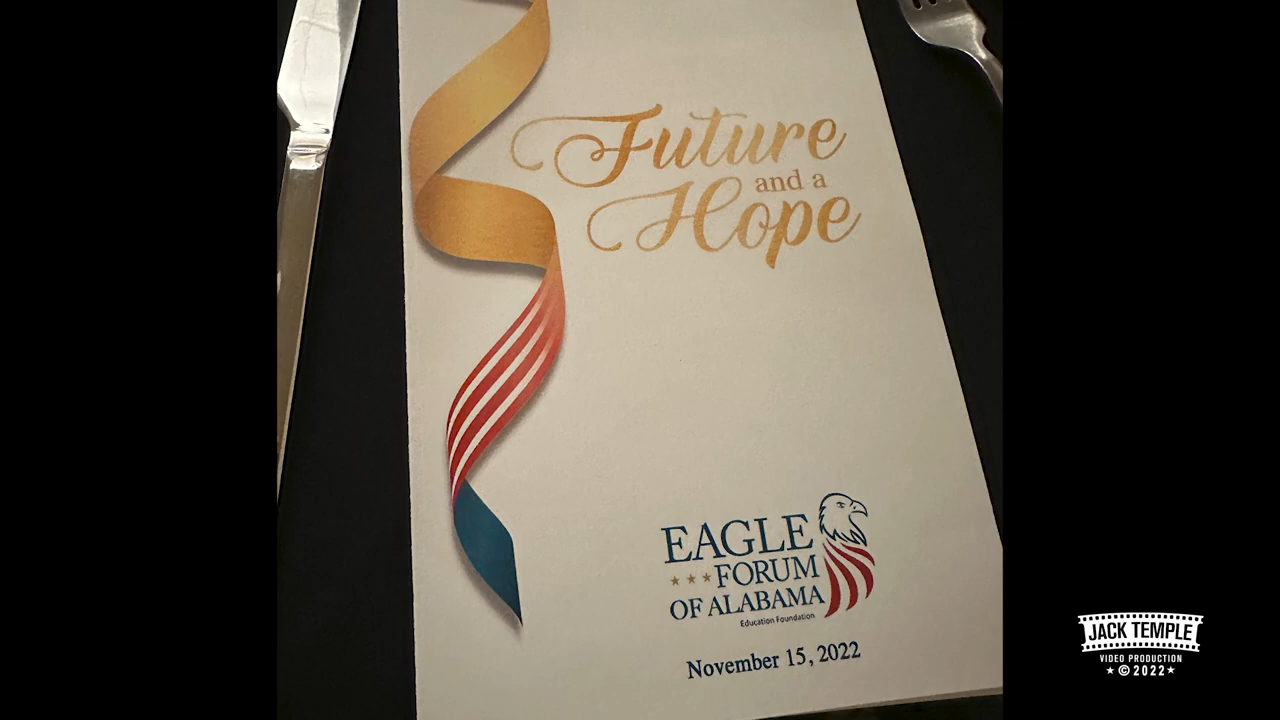 Future
and a
Hope
EAGLE
★★★ FORUM
OF ALABAMA
Education Foundation
November 15, 2022
JACK TEMPLE
VIDEO PRODUCTION
★ © 2022 ★